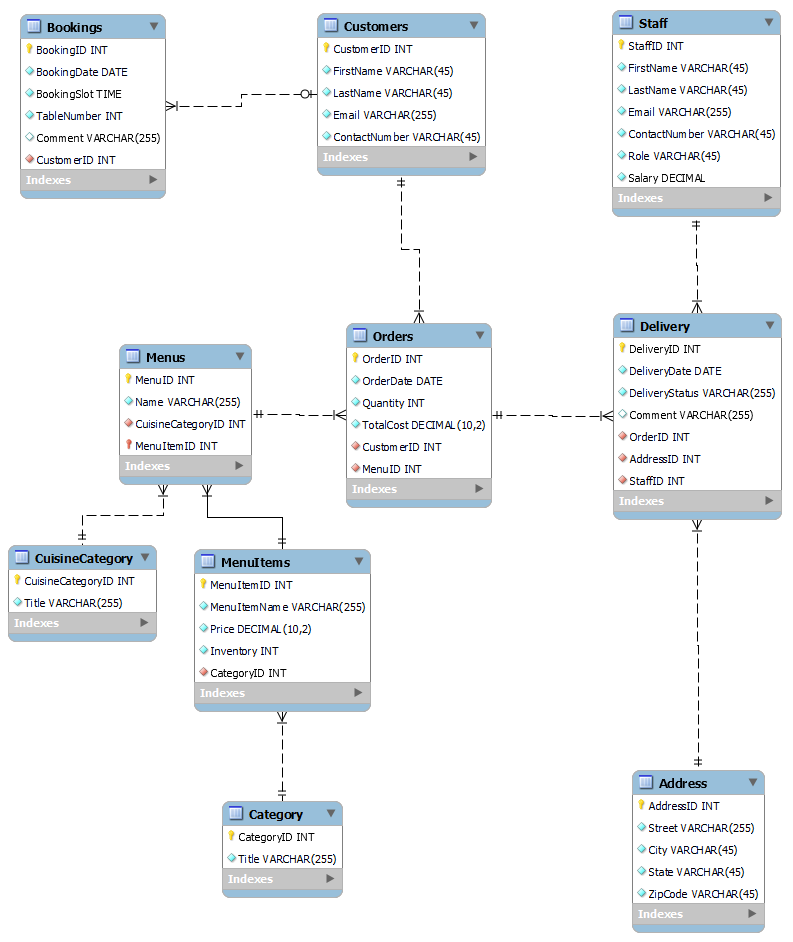 Bookings
BookingID INT
BookingDate DATE
BookingSlot TIME
TableNumber INT
Comment VARCHAR(255)
CustomerID INT
Indexes
Customers
CustomerID INT
FirstName VARCHAR(45)
LastName VARCHAR(45)
Email VARCHAR(255)
ContactNumber VARCHAR(45)
Indexes
Staff
StaffID INT
FirstName VARCHAR(45)
LastName VARCHAR(45)
Email VARCHAR(255)
ContactNumber VARCHAR(45)
Role VARCHAR(45)
Salary DECIMAL
Indexes
Menus
MenuID INT
Name VARCHAR(255)
CuisineCategoryID INT
MenuItemID INT
Indexes
Orders
OrderID INT
OrderDate DATE
Quantity INT
TotalCost DECIMAL(10,2)
CustomerID INT
MenuID INT
Indexes
Delivery
DeliveryID INT
DeliveryDate DATE
DeliveryStatus VARCHAR(255)
Comment VARCHAR(255)
OrderID INT
AddressID INT
StaffID INT
Indexes
CuisineCategory
CuisineCategoryID INT
Title VARCHAR(255)
Indexes
MenuItems
MenuItemID INT
MenuItemName VARCHAR(255)
Price DECIMAL(10,2)
Inventory INT
CategoryID INT
Indexes
Category
CategoryID INT
Title VARCHAR(255)
Indexes
Address
AddressID INT
Street VARCHAR(255)
City VARCHAR(45)
State VARCHAR(45)
ZipCode VARCHAR(45)
Indexes